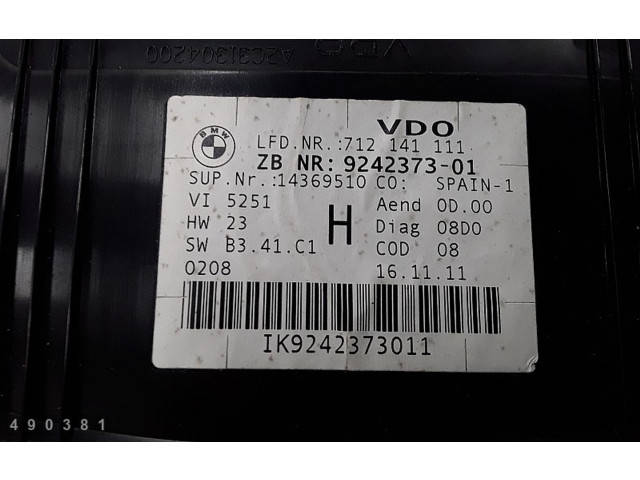 VDO
A2C31304200
BMW
VDO
LFD.NR.:712 141 111
ZB NR: 9242373-01
SUP.Nr.:14369510 CO: SPAIN-1
VI 5251 Aend 0D.00
HW 23 H Diag 08D0
SW B3.41.C1 COD 08
0208 16.11.11
IK9242373011
490381